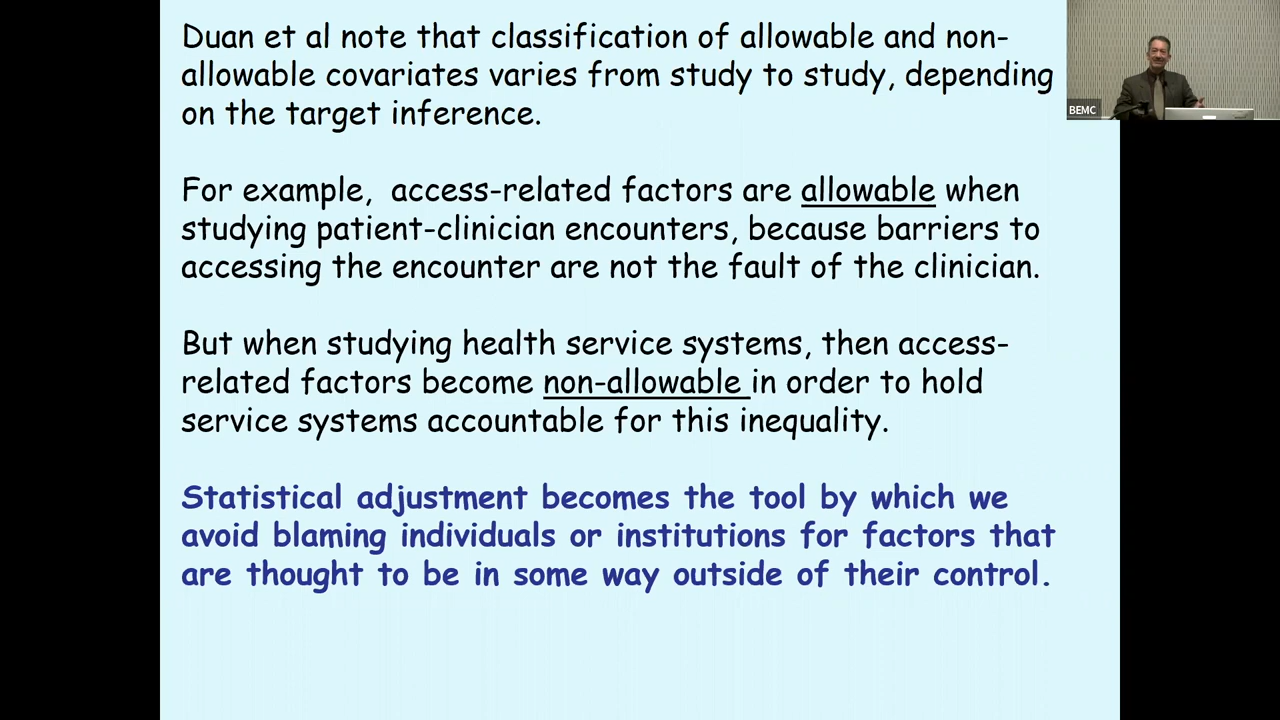 Duan et al note that classification of allowable and non-
allowable covariates varies from study to study, depending
on the target inference.
For example, access-related factors are allowable when
studying patient-clinician encounters, because barriers to
accessing the encounter are not the fault of the clinician.
But when studying health service systems, then access-
related factors become non-allowable in order to hold
service systems accountable for this inequality.
Statistical adjustment becomes the tool by which we
avoid blaming individuals or institutions for factors that
are thought to be in some way outside of their control.
BEMC